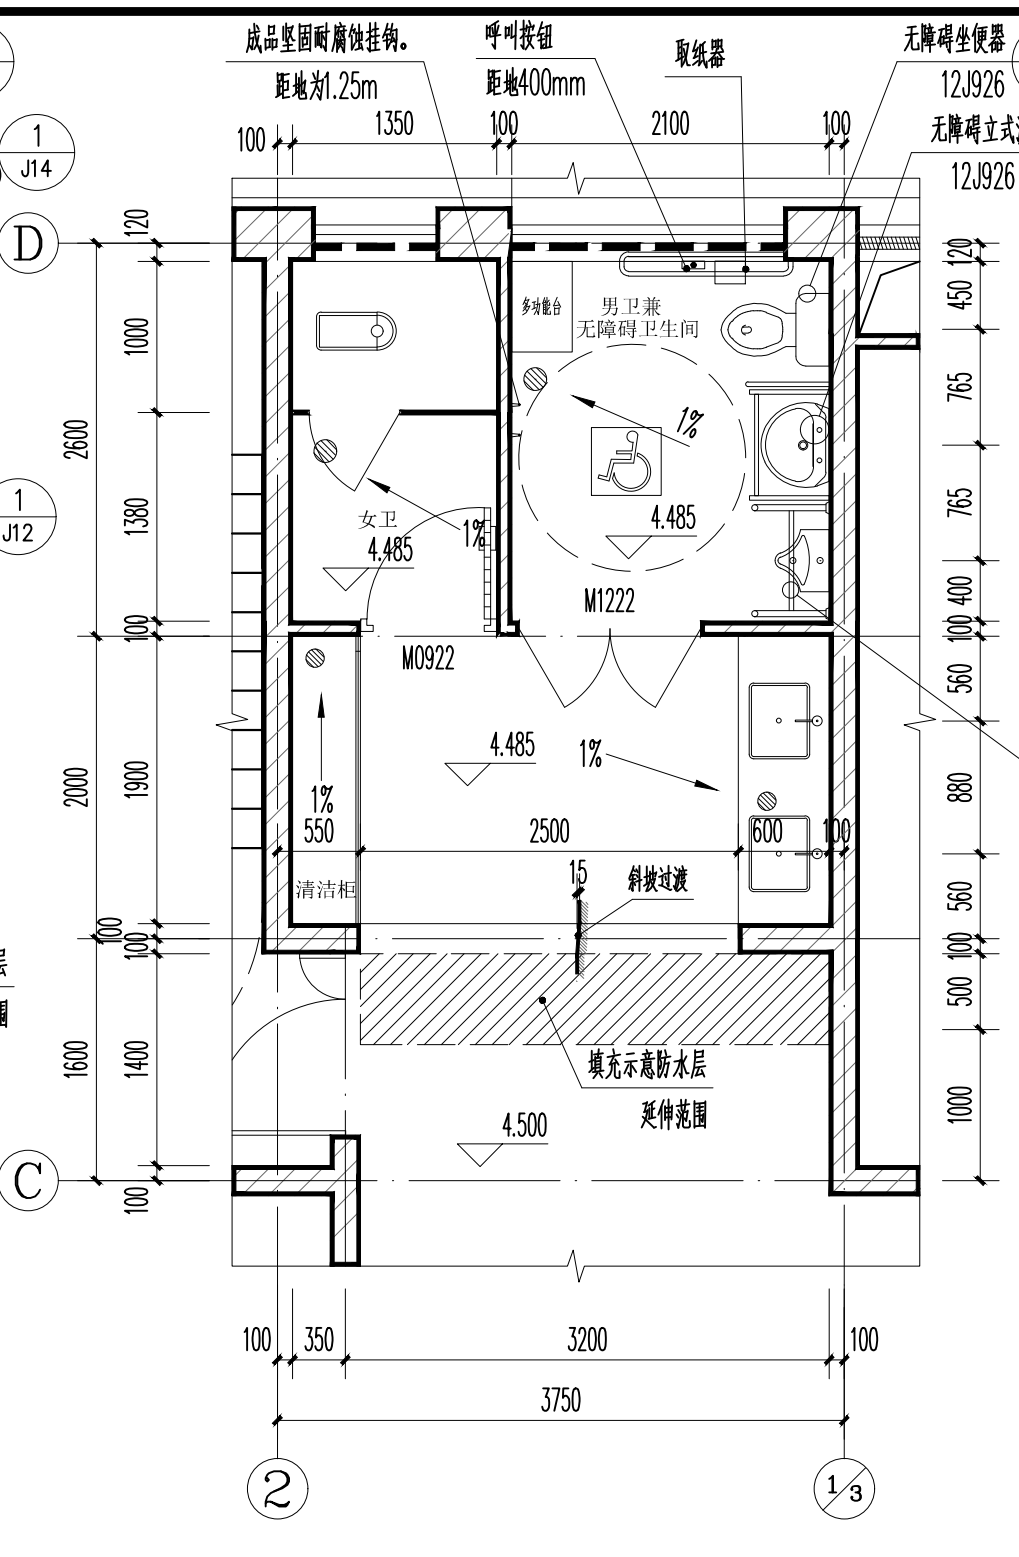 成品坚固耐腐蚀挂钩。
距地为1.25m
呼叫按钮
距地400mm
取纸器
无障碍坐便器
12J926
无障碍立式
12J926
1
J14
100
1350
100
2100
100
D
120
1000
2600
1380
100
2000
1900
100
100
1600
1400
100
C
1
J12
层
围
120
450
765
765
400
100
560
880
560
100
500
1000
多功能台
男卫兼
无障碍卫生间
1%
4.485
M1222
女卫
4.485
1%
M0922
4.485
1%
1%
550
2500
600
100
清洁柜
15
斜坡过渡
填充示意防水层
延伸范围
4.500
100
350
3200
100
3750
2
1/3